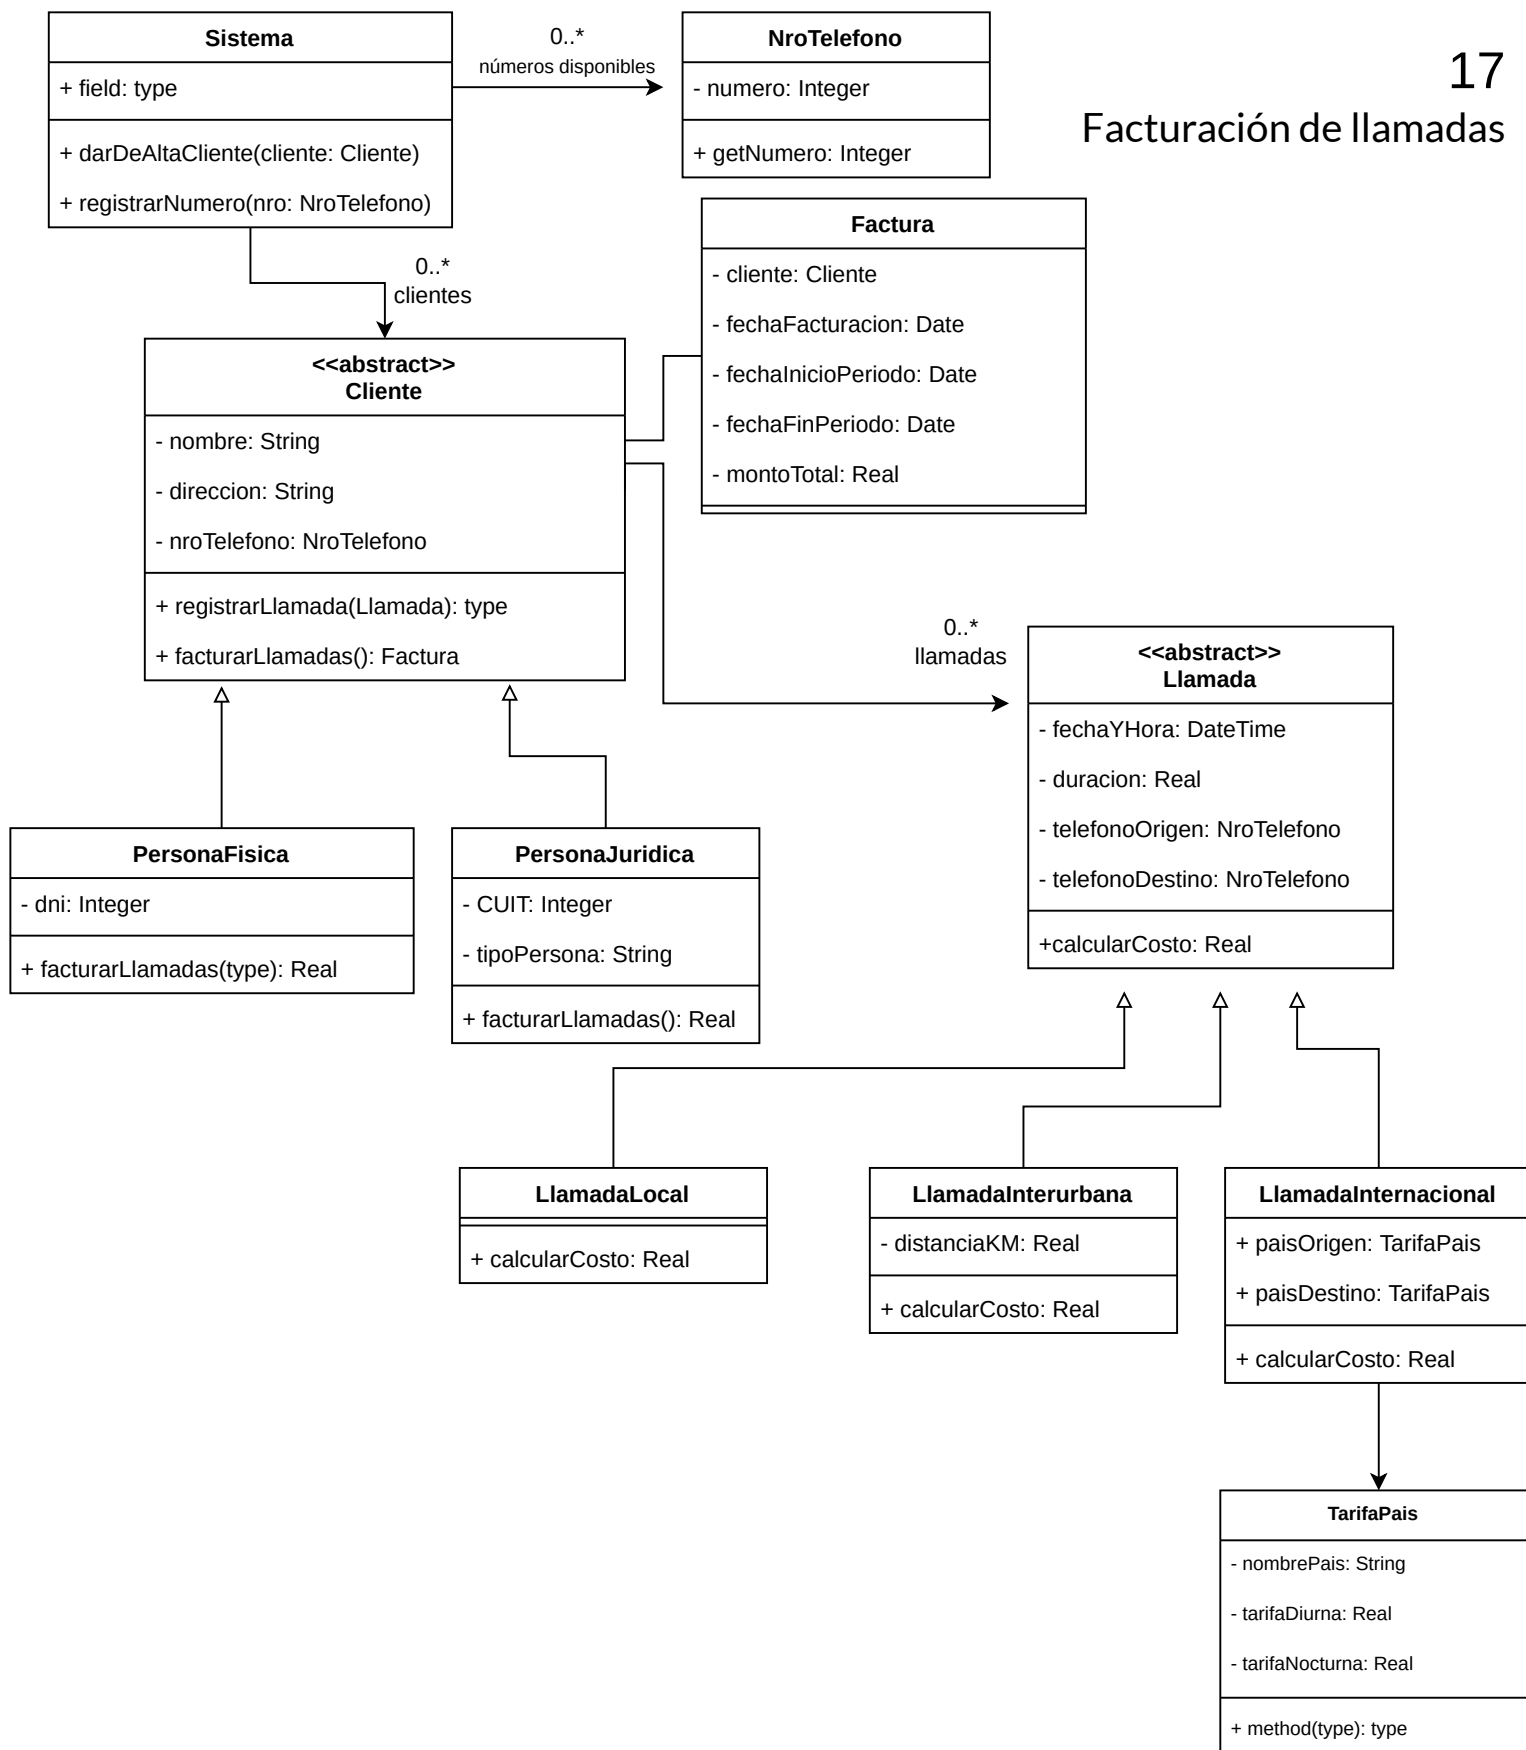 Sistema
+ field: type
+ darDeAltaCliente(cliente: Cliente)
+ registrarNumero(nro: NroTelefono)
0..*
números disponibles
NroTelefono
- numero: Integer
+ getNumero: Integer
17
Facturación de llamadas
Factura
- cliente: Cliente
- fechaFacturacion: Date
- fechaInicioPeriodo: Date
- fechaFinPeriodo: Date
- montoTotal: Real
0..*
clientes
<<abstract>>
Cliente
- nombre: String
- direccion: String
- nroTelefono: NroTelefono
+ registrarLlamada(Llamada): type
+ facturarLlamadas(): Factura
0..*
llamadas
<<abstract>>
Llamada
- fechaYHora: DateTime
- duracion: Real
- telefonoOrigen: NroTelefono
- telefonoDestino: NroTelefono
+calcularCosto: Real
PersonaFisica
- dni: Integer
+ facturarLlamadas(type): Real
PersonaJuridica
- CUIT: Integer
- tipoPersona: String
+ facturarLlamadas(): Real
LlamadaLocal
+ calcularCosto: Real
LlamadaInterurbana
- distanciaKM: Real
+ calcularCosto: Real
LlamadaInternacional
+ paisOrigen: TarifaPais
+ paisDestino: TarifaPais
+ calcularCosto: Real
TarifaPais
- nombrePais: String
- tarifaDiurna: Real
- tarifaNocturna: Real
+ method(type): type